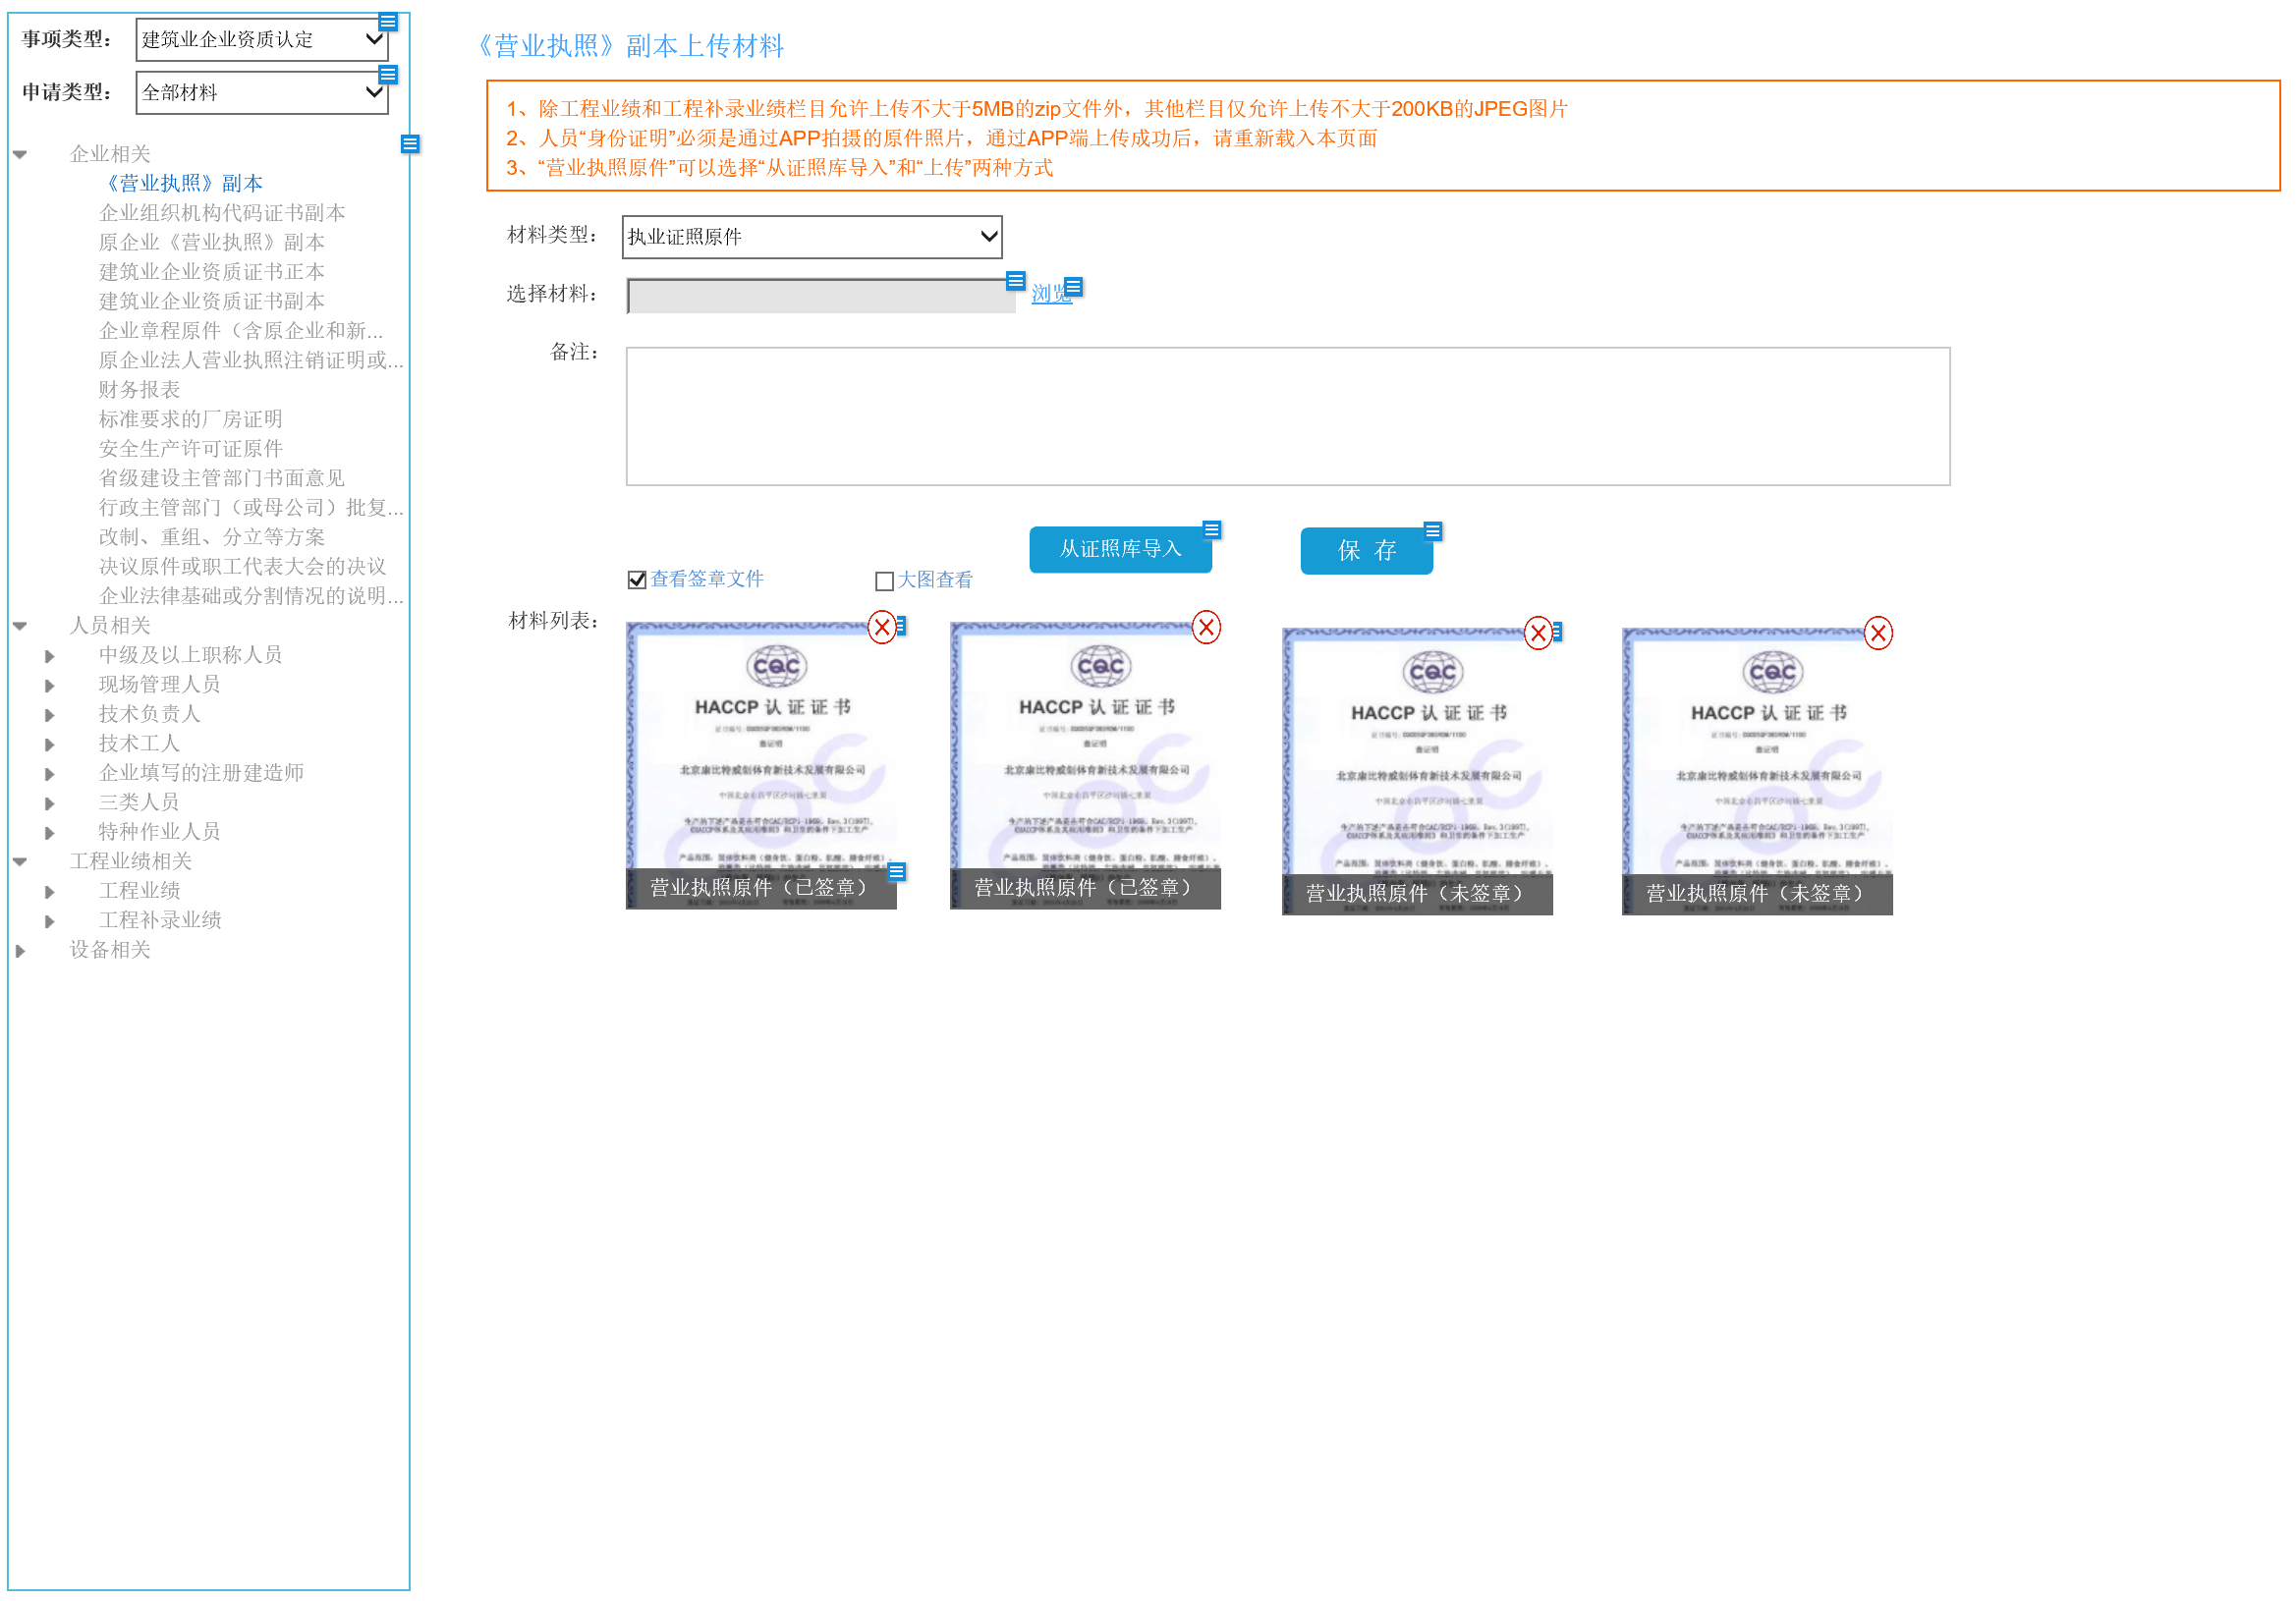 事项类型：
建筑业企业资质认定
申请类型：
全部材料
企业相关
《营业执照》副本
企业组织机构代码证书副本
原企业《营业执照》副本
建筑业企业资质证书正本
建筑业企业资质证书副本
企业章程原件（含原企业和新...
原企业法人营业执照注销证明或...
财务报表
标准要求的厂房证明
安全生产许可证原件
省级建设主管部门书面意见
行政主管部门（或母公司）批复...
改制、重组、分立等方案
决议原件或职工代表大会的决议
企业法律基础或分割情况的说明...
人员相关
中级及以上职称人员
现场管理人员
技术负责人
技术工人
企业填写的注册建造师
三类人员
特种作业人员
工程业绩相关
工程业绩
工程补录业绩
设备相关
《营业执照》副本上传材料
1、除工程业绩和工程补录业绩栏目允许上传不大于5MB的zip文件外，其他栏目仅允许上传不大于200KB的JPEG图片
2、人员“身份证明”必须是通过APP拍摄的原件照片，通过APP端上传成功后，请重新载入本页面
3、“营业执照原件”可以选择“从证照库导入”和“上传”两种方式
材料类型：
执业证照原件
选择材料：
浏览
备注：
从证照库导入
保 存
查看签章文件
大图查看
材料列表：
CQC
HACCP 认 证 证 书
兹证明
北京康比特威创体育新技术发展有限公司
营业执照原件（已签章）
CQC
HACCP 认 证 证 书
兹证明
北京康比特威创体育新技术发展有限公司
营业执照原件（已签章）
CQC
HACCP 认 证 证 书
兹证明
北京康比特威创体育新技术发展有限公司
营业执照原件（未签章）
CQC
HACCP 认 证 证 书
兹证明
北京康比特威创体育新技术发展有限公司
营业执照原件（未签章）